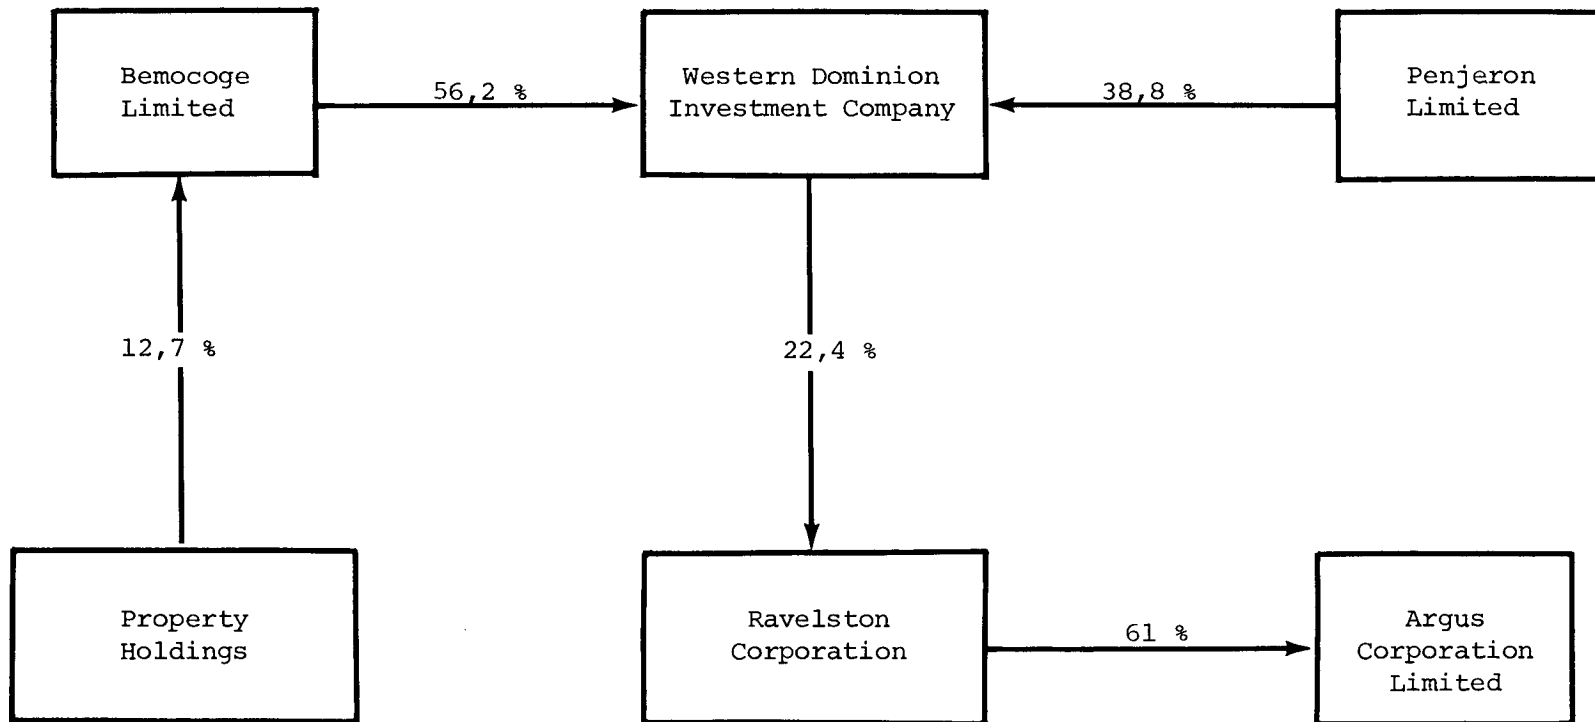 Bemocoge
Limited
56,2 %
Western Dominion
Investment Company
38,8 %
Penjeron
Limited
12,7 %
22,4 %
Property
Holdings
Ravelston
Corporation
61 %
Argus
Corporation
Limited